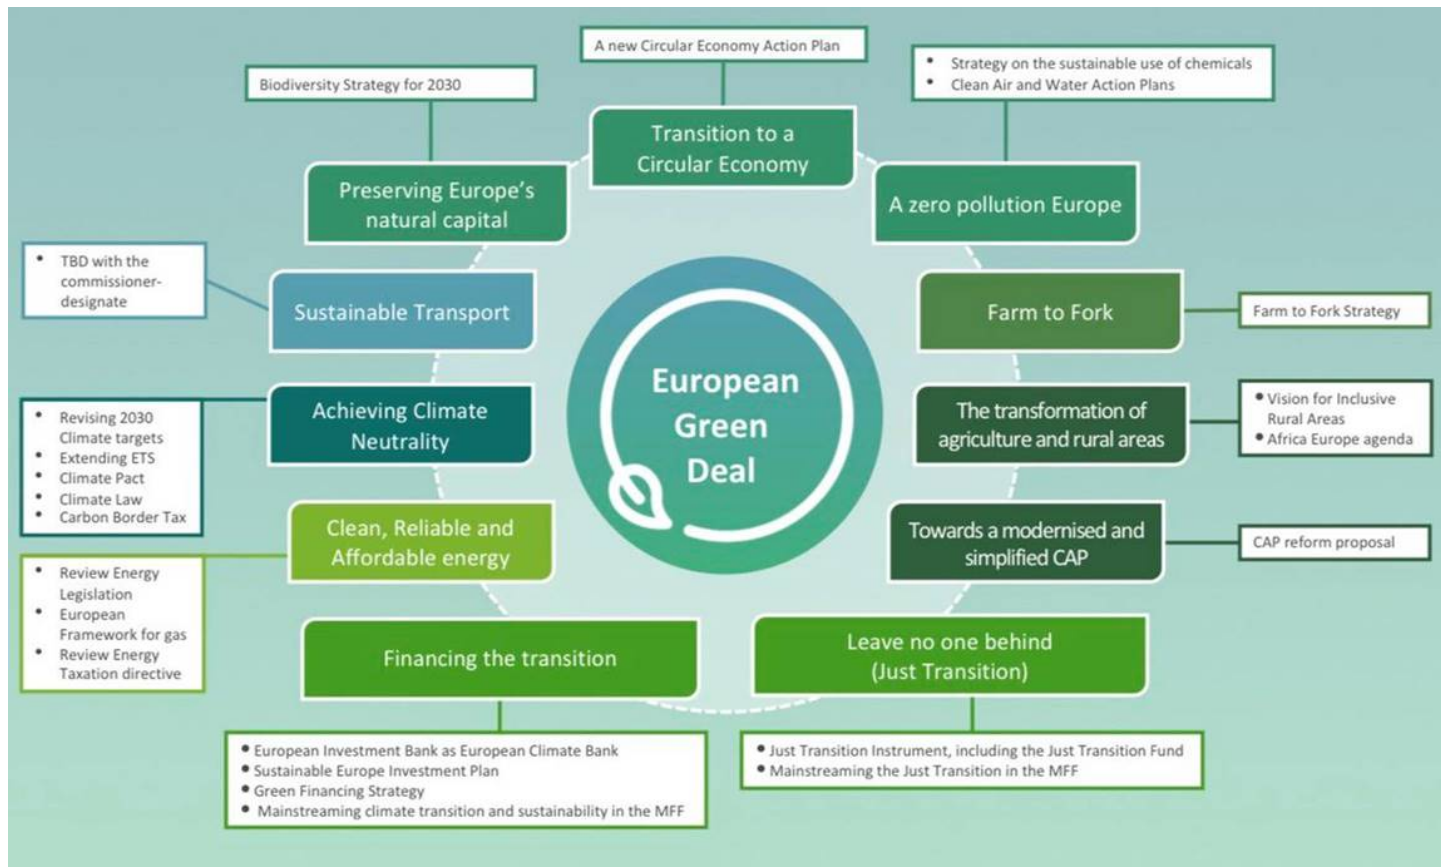 A new Circular Economy Action Plan
Biodiversity Strategy for 2030
• Strategy on the sustainable use of chemicals
• Clean Air and Water Action Plans
Transition to a
Circular Economy
Preserving Europe's
natural capital
A zero pollution Europe
• TBD with the
commissioner-
designate
Sustainable Transport
Farm to Fork
Farm to Fork Strategy
European
Green
Deal
• Revising 2030
Climate targets
• Extending ETS
• Climate Pact
• Climate Law
• Carbon Border Tax
Achieving Climate
Neutrality
The transformation of
agriculture and rural areas
• Vision for Inclusive
Rural Areas
• Africa Europe agenda
Clean, Reliable and
Affordable energy
Towards a modernised and
simplified CAP
CAP reform proposal
• Review Energy
Legislation
• European
Framework for gas
• Review Energy
Taxation directive
Financing the transition
Leave no one behind
(Just Transition)
• European Investment Bank as European Climate Bank
• Sustainable Europe Investment Plan
• Green Financing Strategy
• Mainstreaming climate transition and sustainability in the MFF
• Just Transition Instrument, including the Just Transition Fund
• Mainstreaming the Just Transition in the MFF